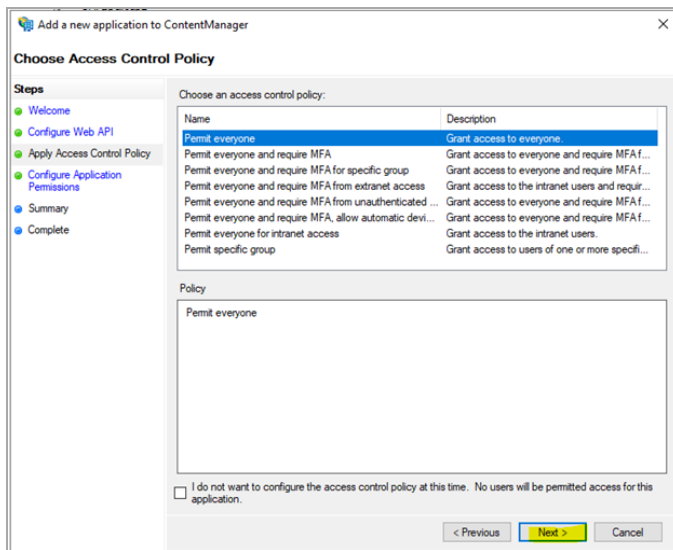 Add a new application to ContentManager
Choose Access Control Policy
Steps
Welcome
Configure Web API
Apply Access Control Policy
Configure Application
Permissions
Summary
Complete
Choose an access control policy:
Name Description
Permit everyone Grant access to everyone.
Permit everyone and require MFA Grant access to everyone and require MFA f...
Permit everyone and require MFA for specific group Grant access to everyone and require MFA f...
Permit everyone and require MFA from extranet access Grant access to the intranet users and requir...
Permit everyone and require MFA from unauthenticated ... Grant access to everyone and require MFA f...
Permit everyone and require MFA, allow automatic devi... Grant access to everyone and require MFA f...
Permit everyone for intranet access Grant access to the intranet users.
Permit specific group Grant access to users of one or more specifi...
Policy
Permit everyone
I do not want to configure the access control policy at this time. No users will be permitted access for this
application.
< Previous Next > Cancel